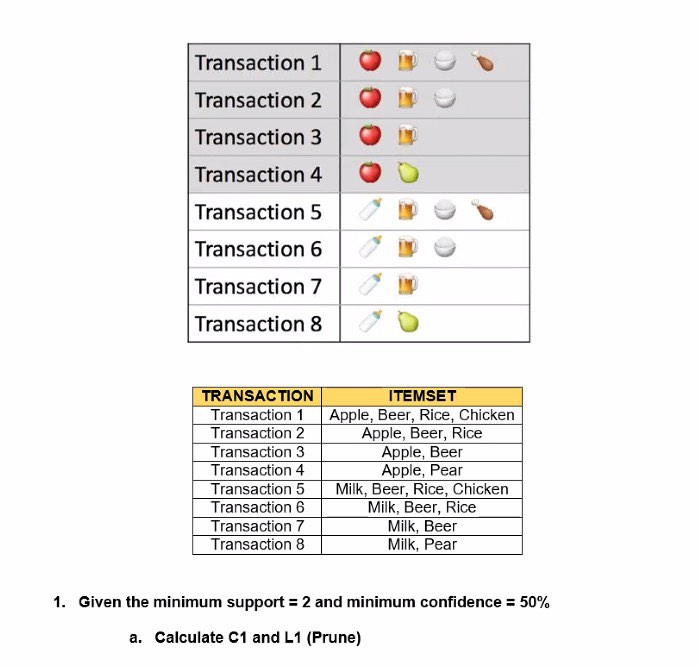 Transaction 1
Transaction 2
Transaction 3
Transaction 4
Transaction 5
Transaction 6
Transaction 7
Transaction 8
TRANSACTION ITEMSET
Transaction 1 Apple, Beer, Rice, Chicken
Transaction 2 Apple, Beer, Rice
Transaction 3 Apple, Beer
Transaction 4 Apple, Pear
Transaction 5 Milk, Beer, Rice, Chicken
Transaction 6 Milk, Beer, Rice
Transaction 7 Milk, Beer
Transaction 8 Milk, Pear
1. Given the minimum support = 2 and minimum confidence = 50%
a. Calculate C1 and L1 (Prune)